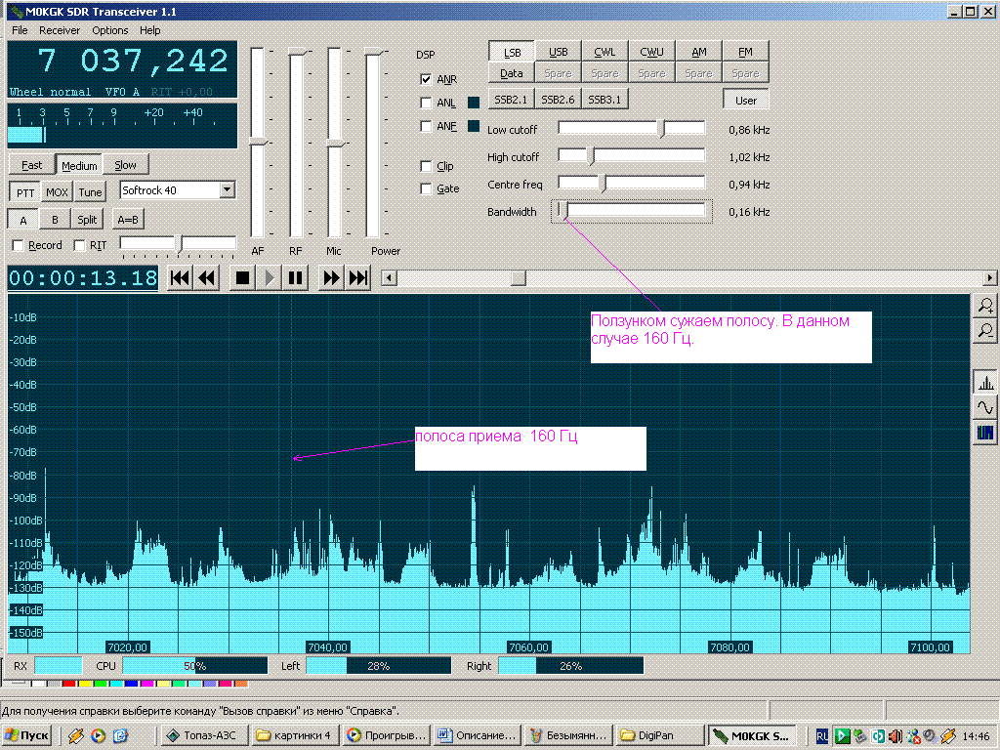 M0KGK SDR Transceiver 1.1
File Receiver Options Help
7 037,242
Wheel normal VFO A RIT +0,00
1 3 5 7 9 +20 +40
Fast Medium Slow
PTT MOX Tune Softrock 40
A B Split A=B
Record RIT
AF RF Mic Power
DSP
ANR
ANL
ANF
Clip
Gate
LSB USB CWL CWU AM FM
Data Spare Spare Spare Spare Spare
SSB2.1 SSB2.6 SSB3.1 User
Low cutoff 0,86 kHz
High cutoff 1,02 kHz
Centre freq 0,94 kHz
Bandwidth 0,16 kHz
00:00:13.18
Ползунком сужаем полосу. В данном
случае 160 Гц.
полоса приема 160 Гц
-10dB
-20dB
-30dB
-40dB
-50dB
-60dB
-70dB
-80dB
-90dB
-100dB
-110dB
-120dB
-130dB
-140dB
-150dB
7020,00 7040,00 7060,00 7080,00 7100,00
RX CPU 50% Left 28% Right 26%
Для получения справки выберите команду "Вызов справки" из меню "Справка".
Пуск Топаз-АЗС картинки 4 Проигрыв... Описание... Безымянн... DigiPan M0KGK S... RL 14:46